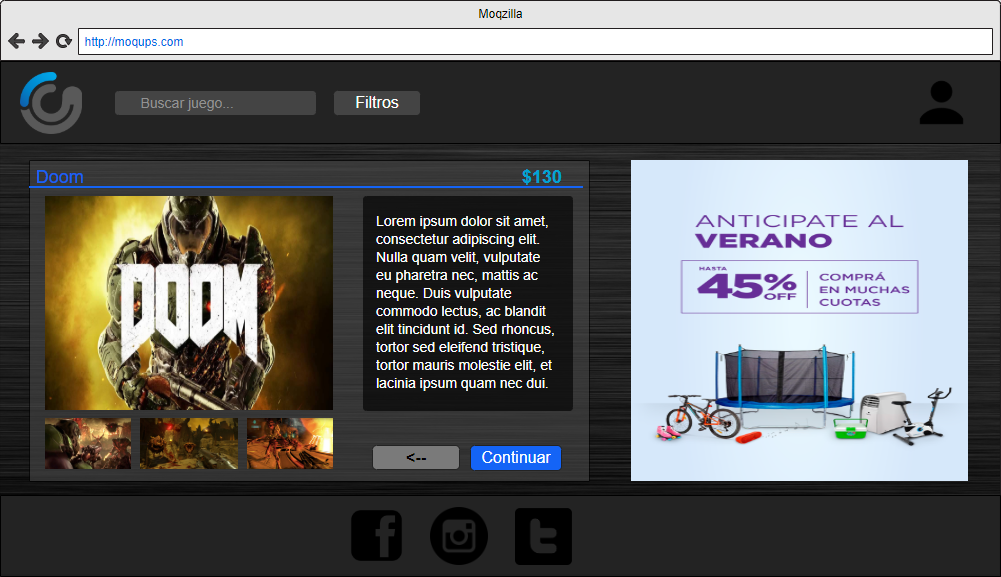 Moqzilla
http://moqups.com
Buscar juego...
Filtros
Doom
$130
DOOM
Lorem ipsum dolor sit amet,
consectetur adipiscing elit.
Nulla quam velit, vulputate
eu pharetra nec, mattis ac
neque. Duis vulputate
commodo lectus, ac blandit
elit tincidunt id. Sed rhoncus,
tortor sed eleifend tristique,
tortor mauris molestie elit, et
lacinia ipsum quam nec dui.
<--
Continuar
ANTICIPATE AL
VERANO
HASTA
45% OFF
COMPRÁ
EN MUCHAS
CUOTAS